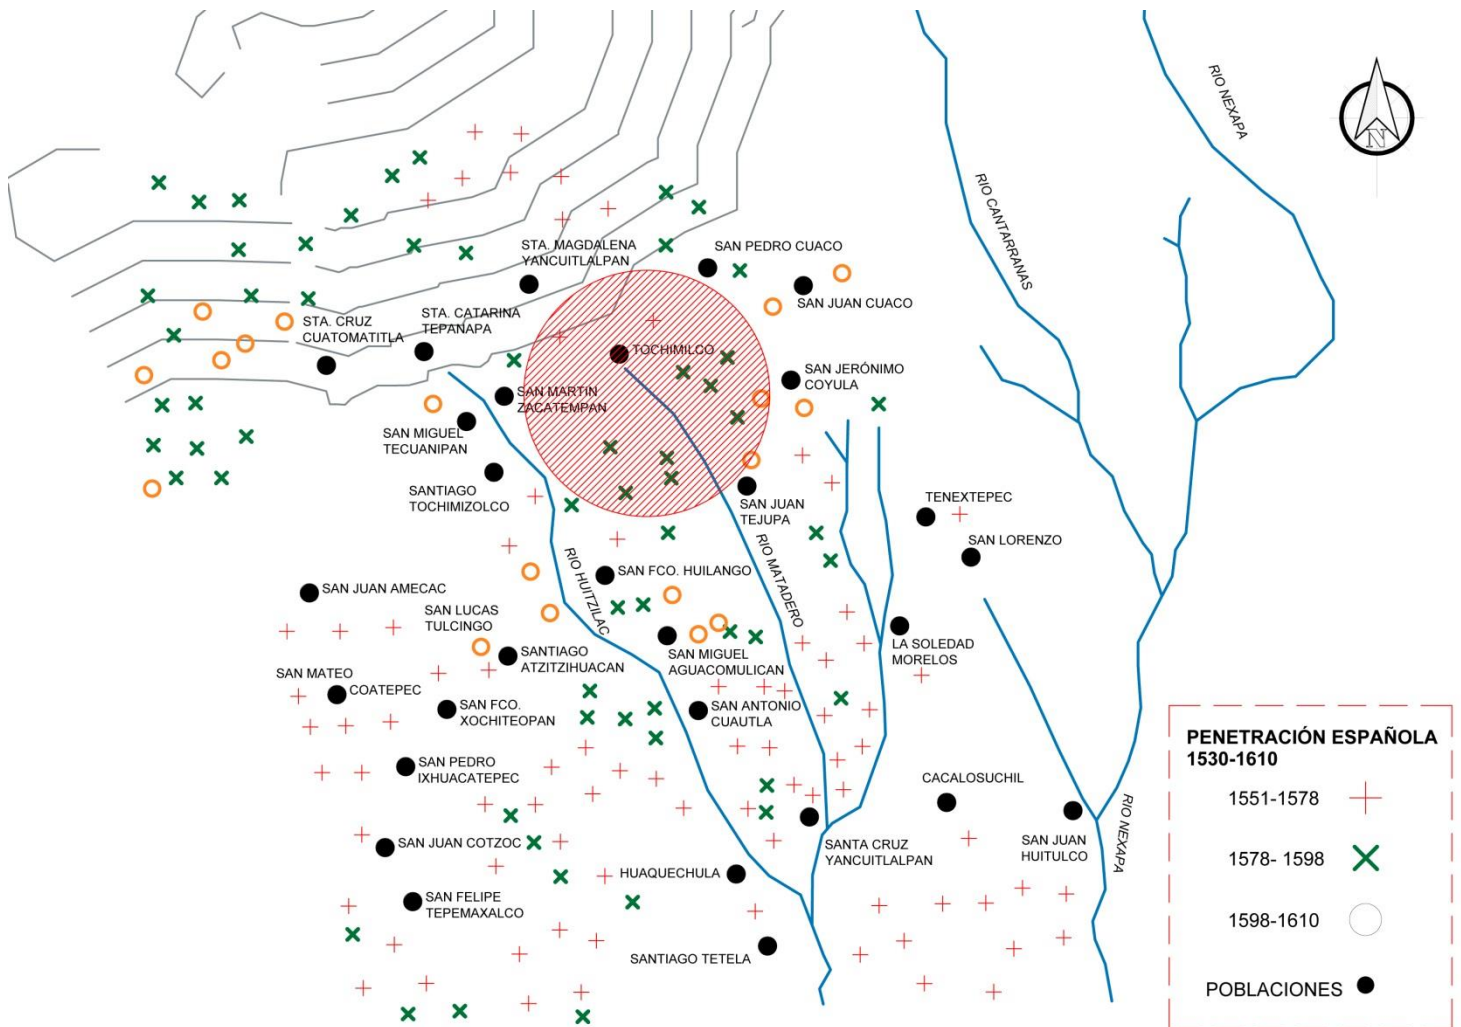 RIO NEXAPA
N
RIO CANTARRANAS
STA. MAGDALENA
YANCUITLALPAN
SAN PEDRO CUACO
SAN JUAN CUACO
STA. CRUZ
CUATOMATITLA
STA. CATARINA
TEPANAPA
TOCHIMILCO
SAN JERÓNIMO
COYULA
SAN MARTIN
ZACATEMPAN
SAN MIGUEL
TECUANIPAN
SANTIAGO
TOCHIMIZOLCO
SAN JUAN
TEJUPA
TENEXTEPEC
SAN LORENZO
RIO HUITZILAC
RIO MATADERO
SAN FCO. HUILANGO
SAN JUAN AMECAC
SAN LUCAS
TULCINGO
SANTIAGO
ATZITZIHUACAN
SAN MIGUEL
AGUACOMULICAN
LA SOLEDAD
MORELOS
SAN MATEO
COATEPEC
SAN FCO.
XOCHITEOPAN
SAN ANTONIO
CUAUTLA
SAN PEDRO
IXHUACATEPEC
CACALOSUCHIL
SAN JUAN
HUITULCO
RIO NEXAPA
SAN JUAN COTZOC
SANTA CRUZ
YANCUITLALPAN
HUAQUECHULA
SAN FELIPE
TEPEMAXALCO
SANTIAGO TETELA
PENETRACIÓN ESPAÑOLA
1530-1610
1551-1578
1578- 1598
1598-1610
POBLACIONES